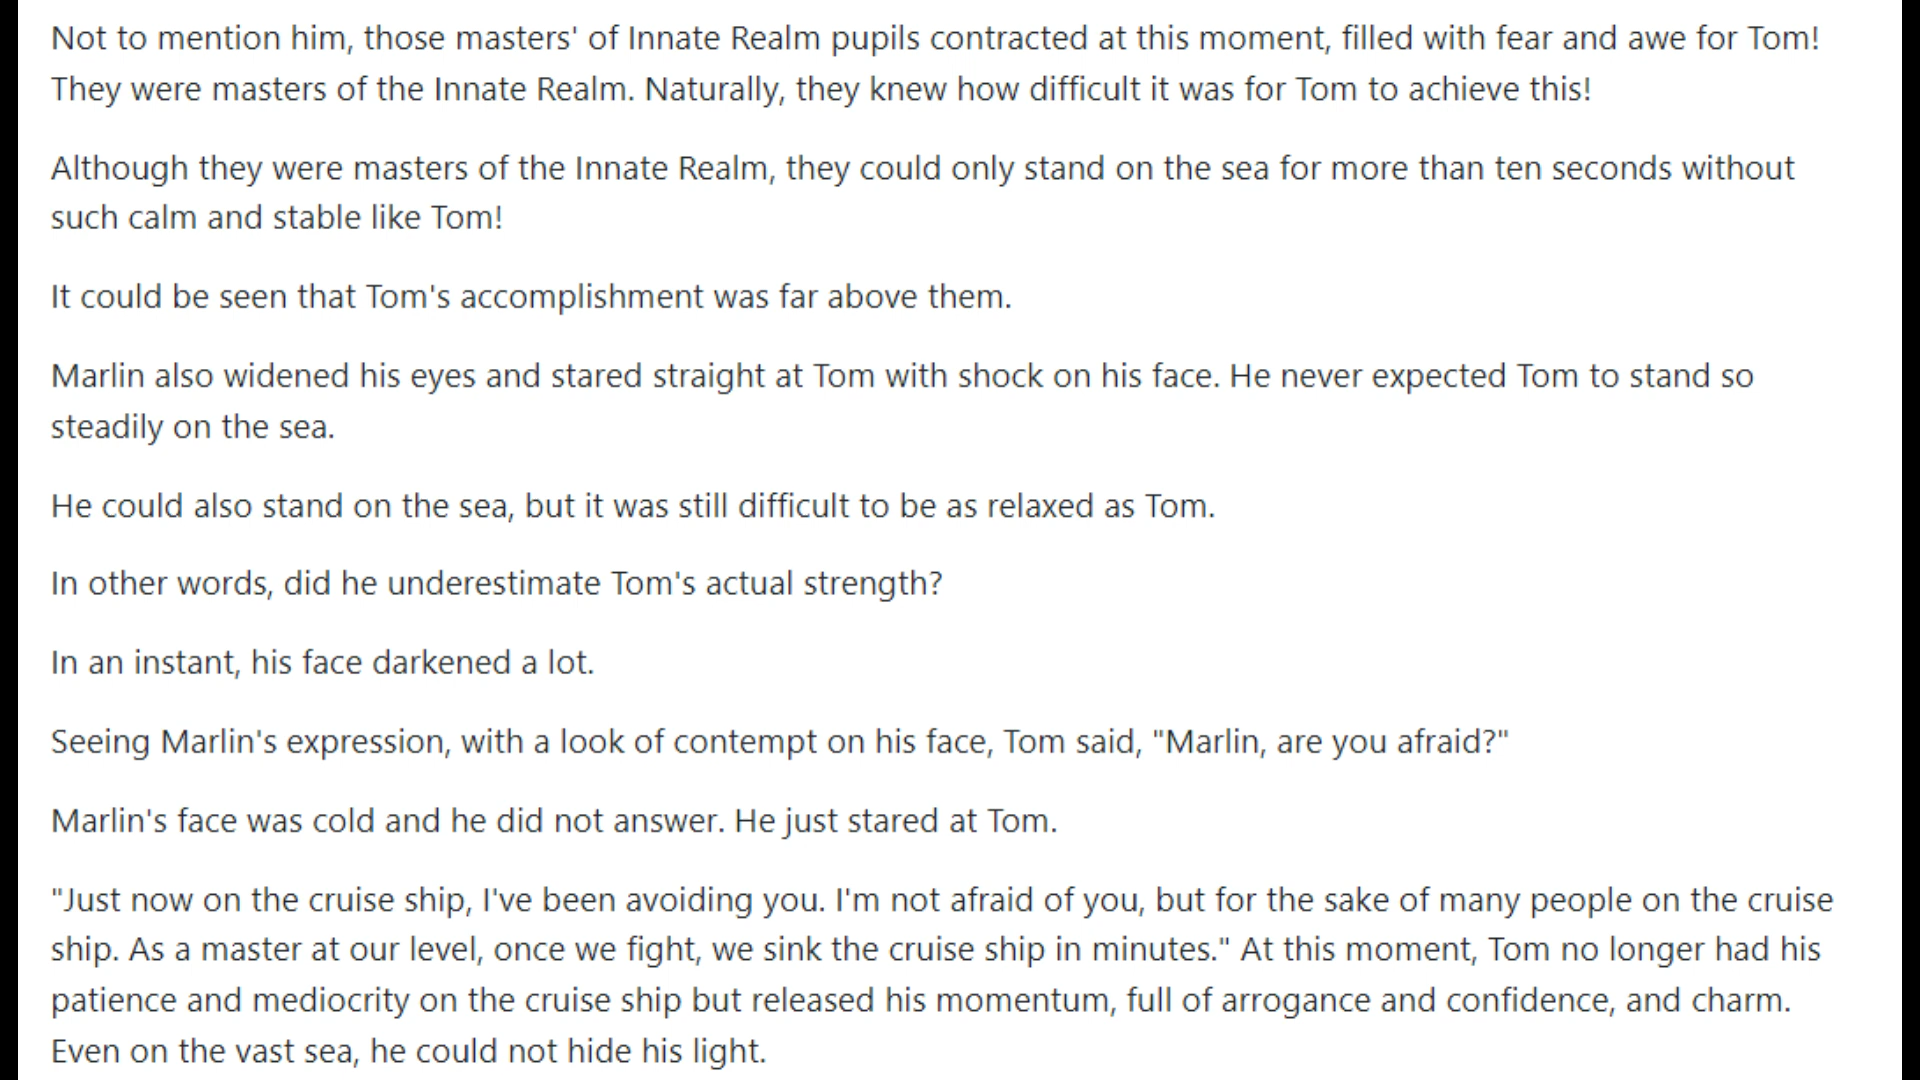 Not to mention him, those masters' of Innate Realm pupils contracted at this moment, filled with fear and awe for Tom!
They were masters of the Innate Realm. Naturally, they knew how difficult it was for Tom to achieve this!
Although they were masters of the Innate Realm, they could only stand on the sea for more than ten seconds without
such calm and stable like Tom!
It could be seen that Tom's accomplishment was far above them.
Marlin also widened his eyes and stared straight at Tom with shock on his face. He never expected Tom to stand so
steadily on the sea.
He could also stand on the sea, but it was still difficult to be as relaxed as Tom.
In other words, did he underestimate Tom's actual strength?
In an instant, his face darkened a lot.
Seeing Marlin's expression, with a look of contempt on his face, Tom said, "Marlin, are you afraid?"
Marlin's face was cold and he did not answer. He just stared at Tom.
"Just now on the cruise ship, I've been avoiding you. I'm not afraid of you, but for the sake of many people on the cruise
ship. As a master at our level, once we fight, we sink the cruise ship in minutes." At this moment, Tom no longer had his
patience and mediocrity on the cruise ship but released his momentum, full of arrogance and confidence, and charm.
Even on the vast sea, he could not hide his light.